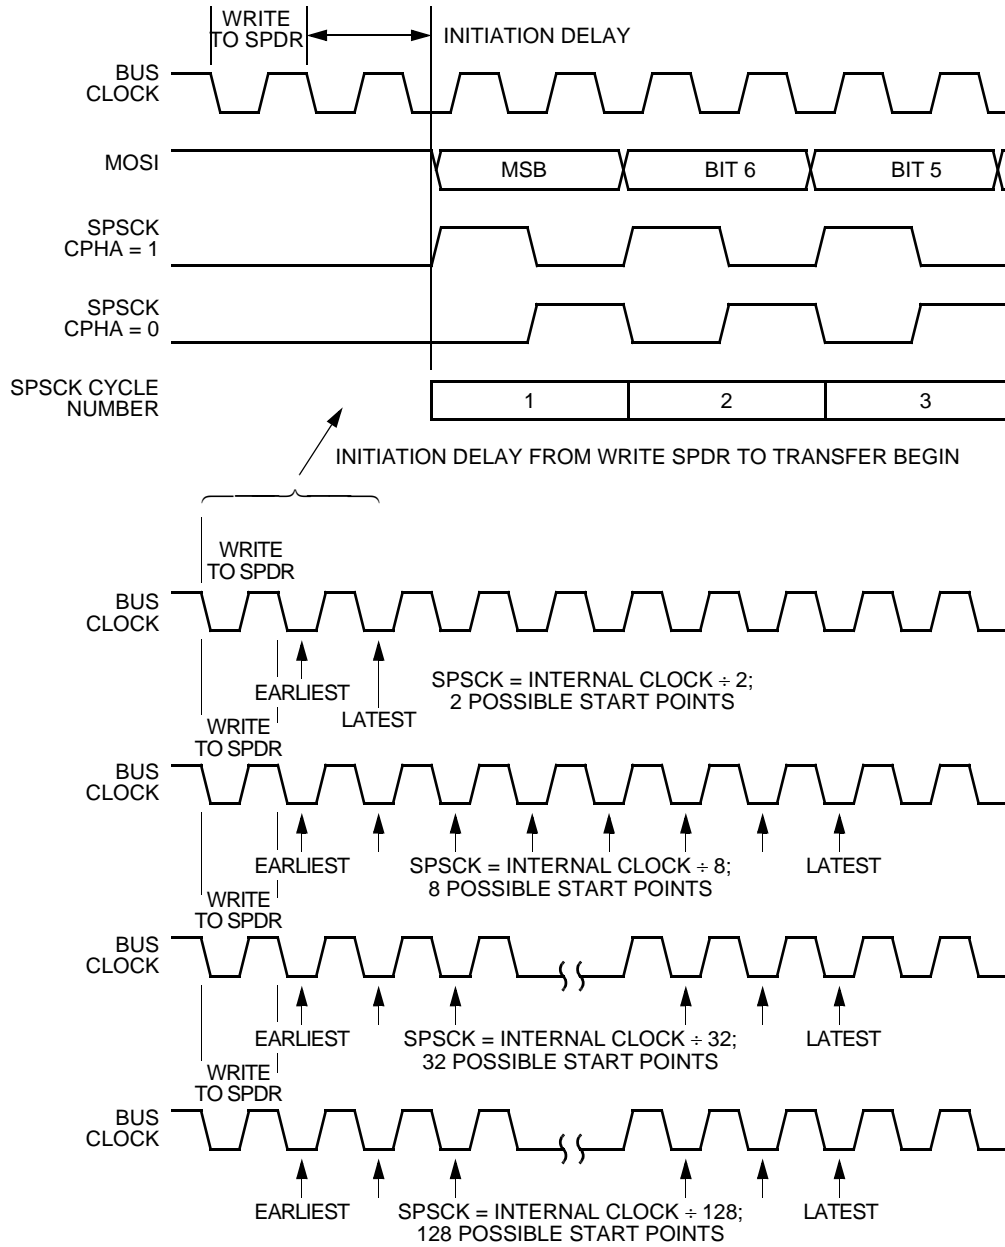 WRITE
TO SPDR
INITIATION DELAY
BUS
CLOCK
MOSI
MSB
BIT 6
BIT 5
SPSCK
CPHA = 1
SPSCK
CPHA = 0
SPSCK CYCLE
NUMBER
1
2
3
INITIATION DELAY FROM WRITE SPDR TO TRANSFER BEGIN
WRITE
TO SPDR
BUS
CLOCK
EARLIEST
LATEST
SPSCK = INTERNAL CLOCK ÷ 2;
2 POSSIBLE START POINTS
WRITE
TO SPDR
BUS
CLOCK
EARLIEST
SPSCK = INTERNAL CLOCK ÷ 8;
8 POSSIBLE START POINTS
LATEST
WRITE
TO SPDR
BUS
CLOCK
EARLIEST
SPSCK = INTERNAL CLOCK ÷ 32;
32 POSSIBLE START POINTS
LATEST
WRITE
TO SPDR
BUS
CLOCK
EARLIEST
SPSCK = INTERNAL CLOCK ÷ 128;
128 POSSIBLE START POINTS
LATEST